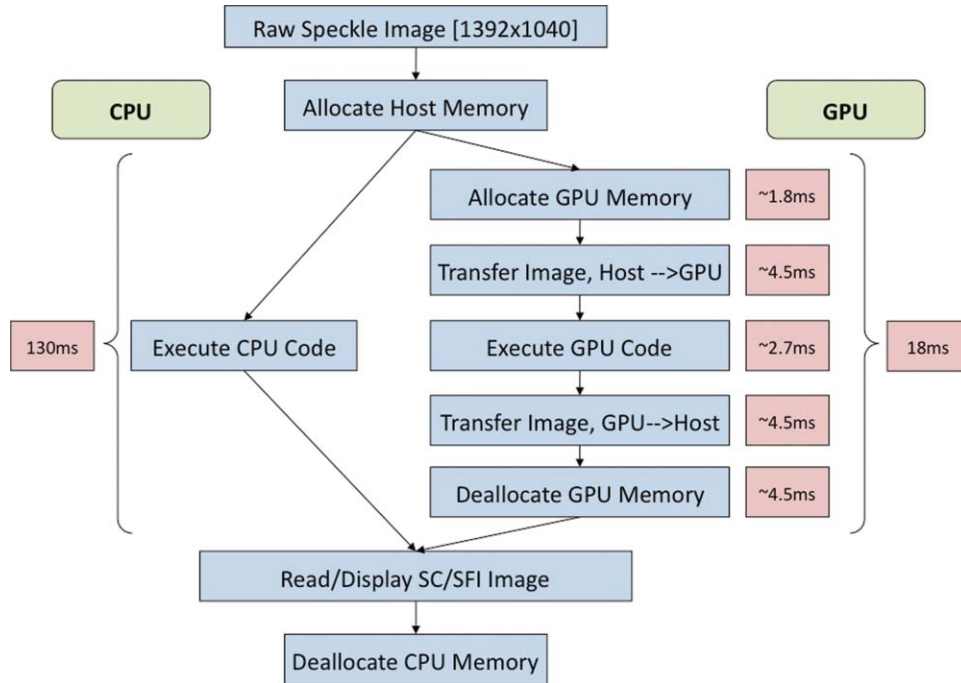 Raw Speckle Image [1392x1040]
CPU
Allocate Host Memory
GPU
Allocate GPU Memory
~1.8ms
Transfer Image, Host -->GPU
~4.5ms
130ms
Execute CPU Code
Execute GPU Code
~2.7ms
18ms
Transfer Image, GPU-->Host
~4.5ms
Deallocate GPU Memory
~4.5ms
Read/Display SC/SFI Image
Deallocate CPU Memory